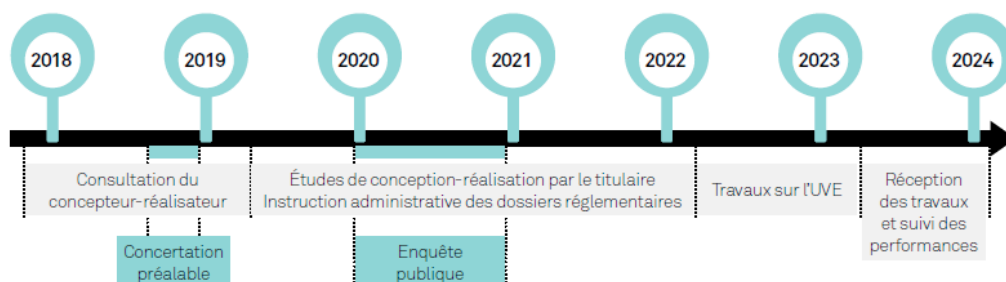 2018
2019
2020
2021
2022
2023
2024
Consultation du
concepteur-réalisateur
Études de conception-réalisation par le titulaire
Instruction administrative des dossiers réglementaires
Travaux sur l'UVE
Réception
des travaux
et suivi des
performances
Concertation
préalable
Enquête
publique